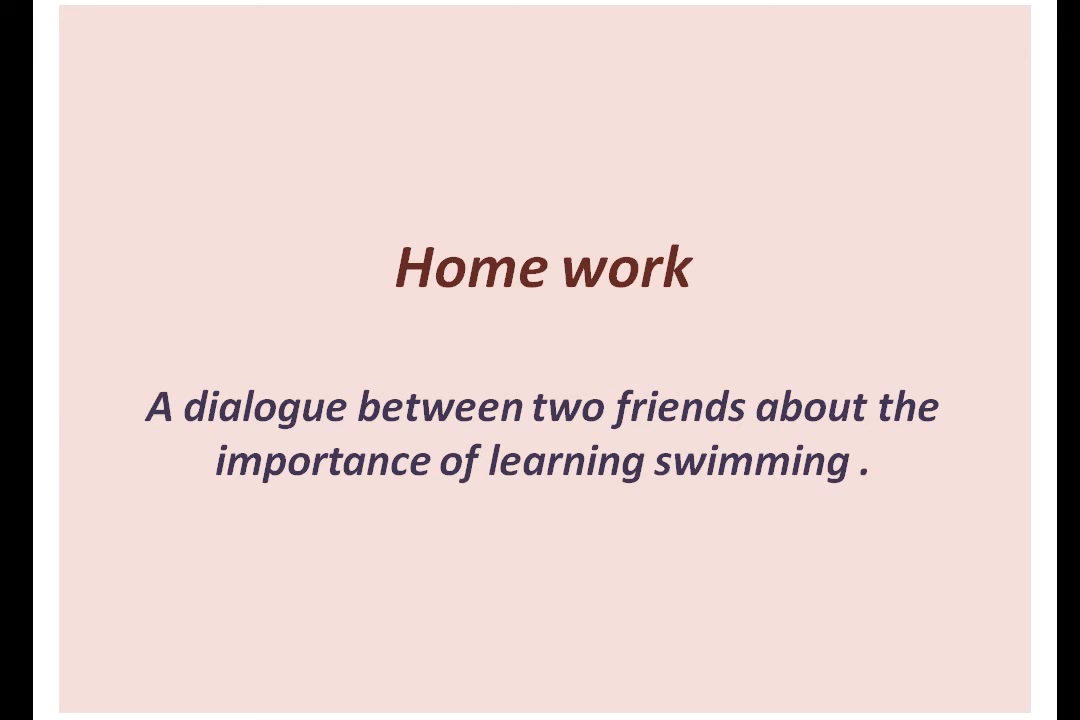 Home work
A dialogue between two friends about the
importance of learning swimming .